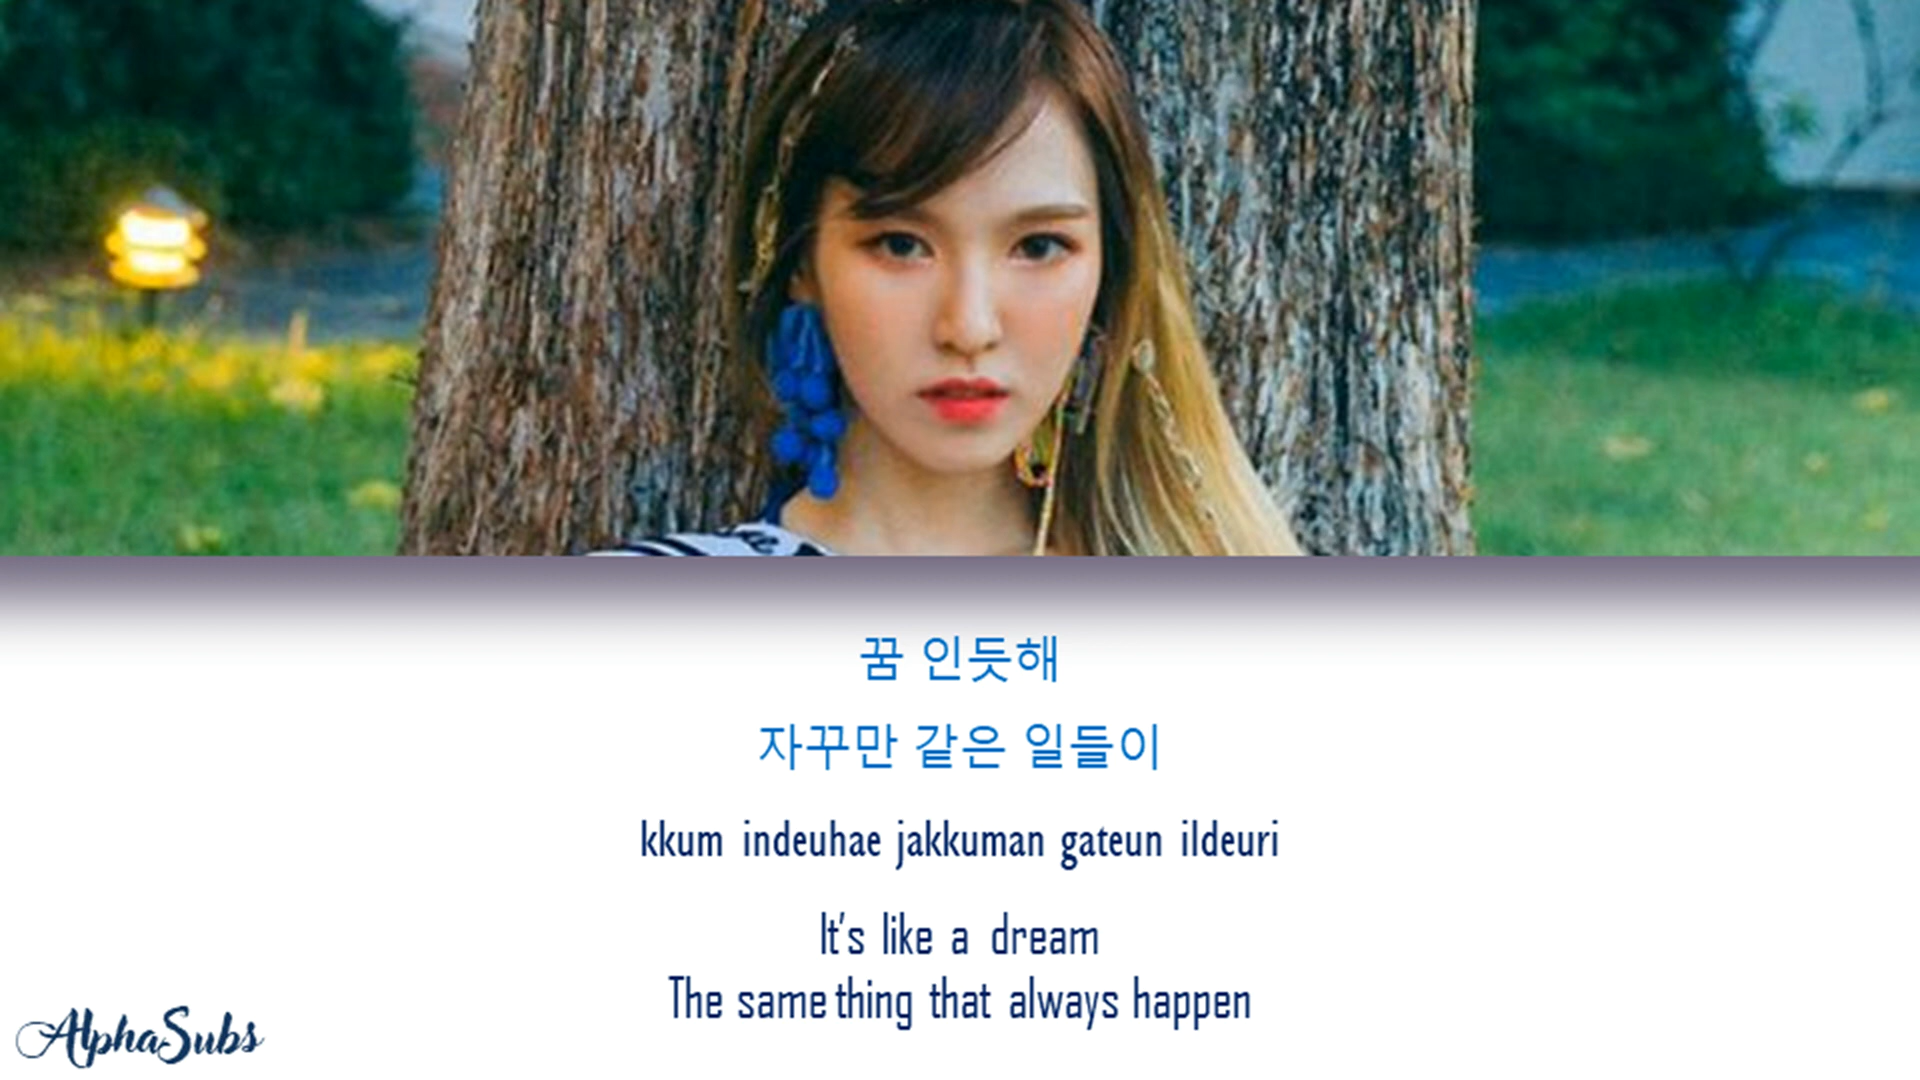 꿈 인듯해
자꾸만 같은 일들이
kkum indeuhae jakkuman gateun ildeuri
It's like a dream
The same thing that always happen
AlphaSubs